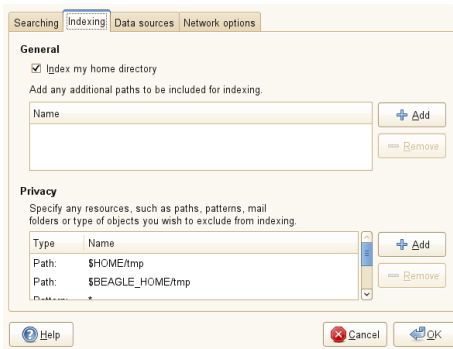 Searching Indexing Data sources Network options
General
Index my home directory
Add any additional paths to be included for indexing.
Name
Add
Remove
Privacy
Specify any resources, such as paths, patterns, mail
folders or type of objects you wish to exclude from indexing.
Type Name
Add
Path: $HOME/tmp
Path: $BEAGLE_HOME/tmp
Remove
Pattern: *
Help Cancel OK